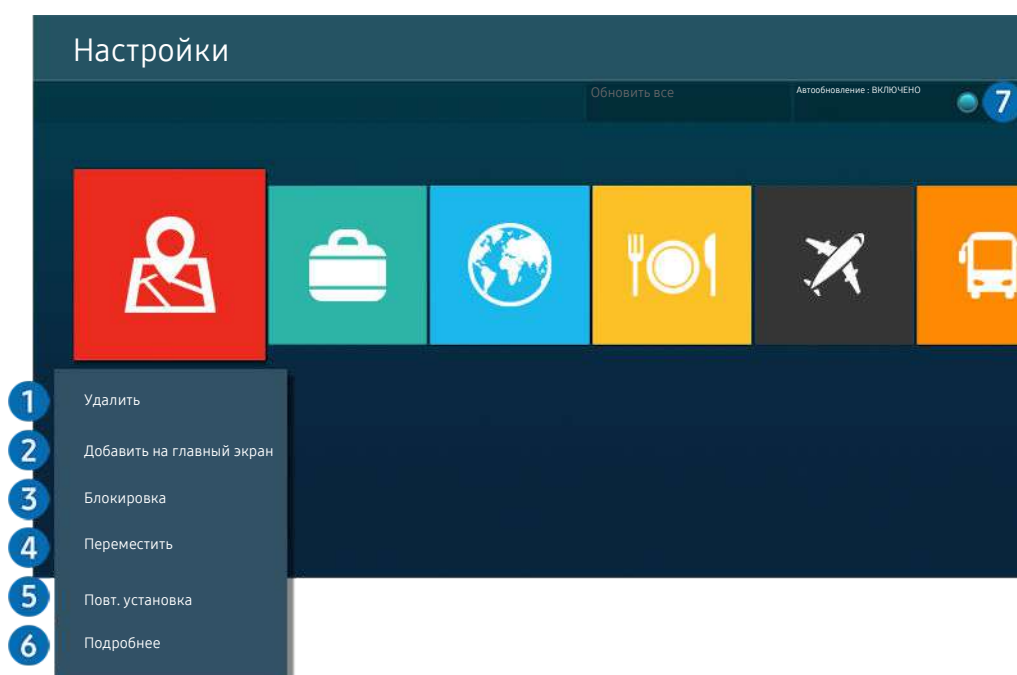 Настройки
Обновить все
Автообновление : ВКЛЮЧЕНО
7
1 Удалить
2 Добавить на главный экран
3 Блокировка
4 Переместить
5 Повт. установка
6 Подробнее